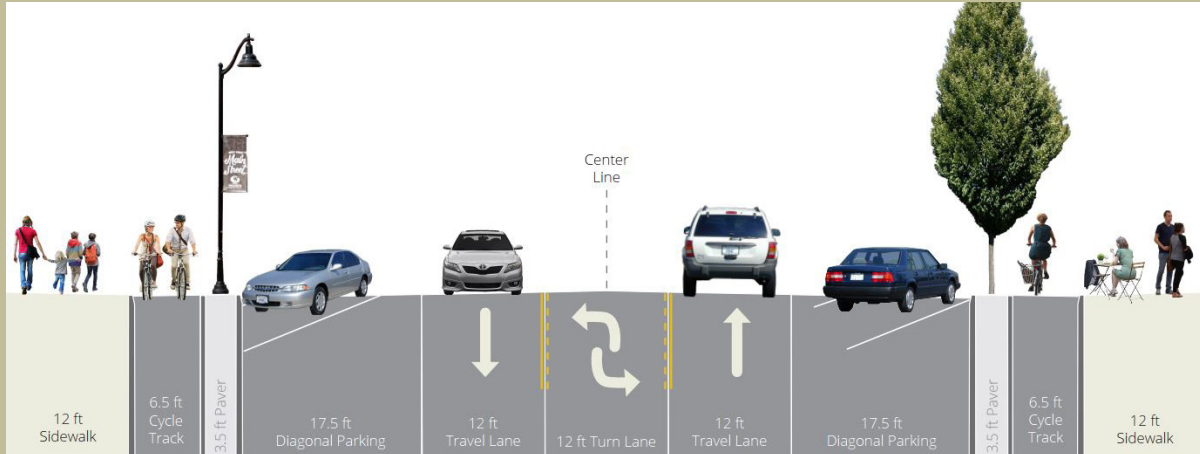 Main
Street
Center
Line
12 ft
Sidewalk
6.5 ft
Cycle
Track
3.5 ft Paver
17.5 ft
Diagonal Parking
12 ft
Travel Lane
12 ft Turn Lane
12 ft
Travel Lane
17.5 ft
Diagonal Parking
3.5 ft Paver
6.5 ft
Cycle
Track
12 ft
Sidewalk